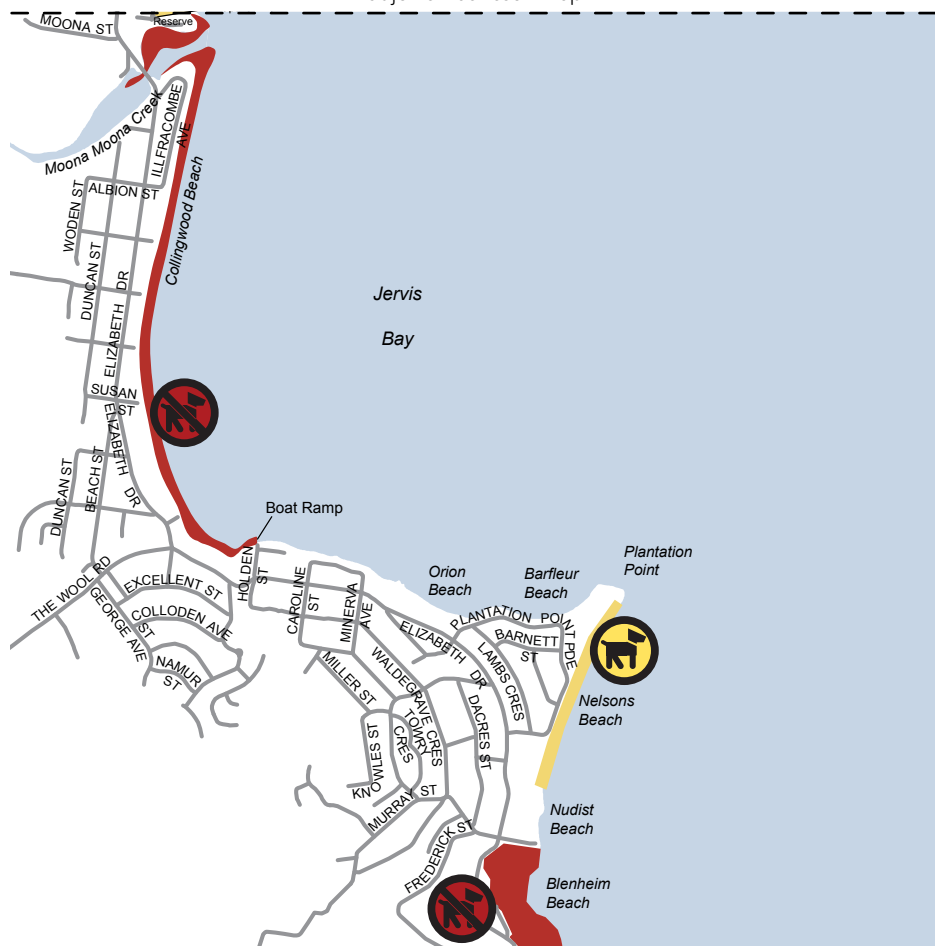 MOONA ST
Reserve
Moona Moona Creek
ILLFRACOMBE
AVE
Collingwood Beach
ALBION ST
WODEN ST
DUNCAN ST
ELIZABETH DR
Jervis
Bay
SUSAN
ST
ELIZABETH DR
DUNCAN ST
BEACH ST
Boat Ramp
THE WOOL RD
HOLDEN
ST
EXCELLENT ST
GEORGE AVE
COLLODEN AVE
ST
NAMUR
ST
CAROLINE
ST
MINERVA
AVE
Orion
Beach
Barfleur
Beach
Plantation
Point
PLANTATION POINT PDE
BARNETT
ST
ELIZABETH DR
LAMBS CRES
MILLER ST
WALDEGRAVE CRES
TOWRY
CRES
DACRES ST
Nelsons
Beach
KNOWLES ST
MURRAY ST
Nudist
Beach
FREDERICK ST
Blenheim
Beach